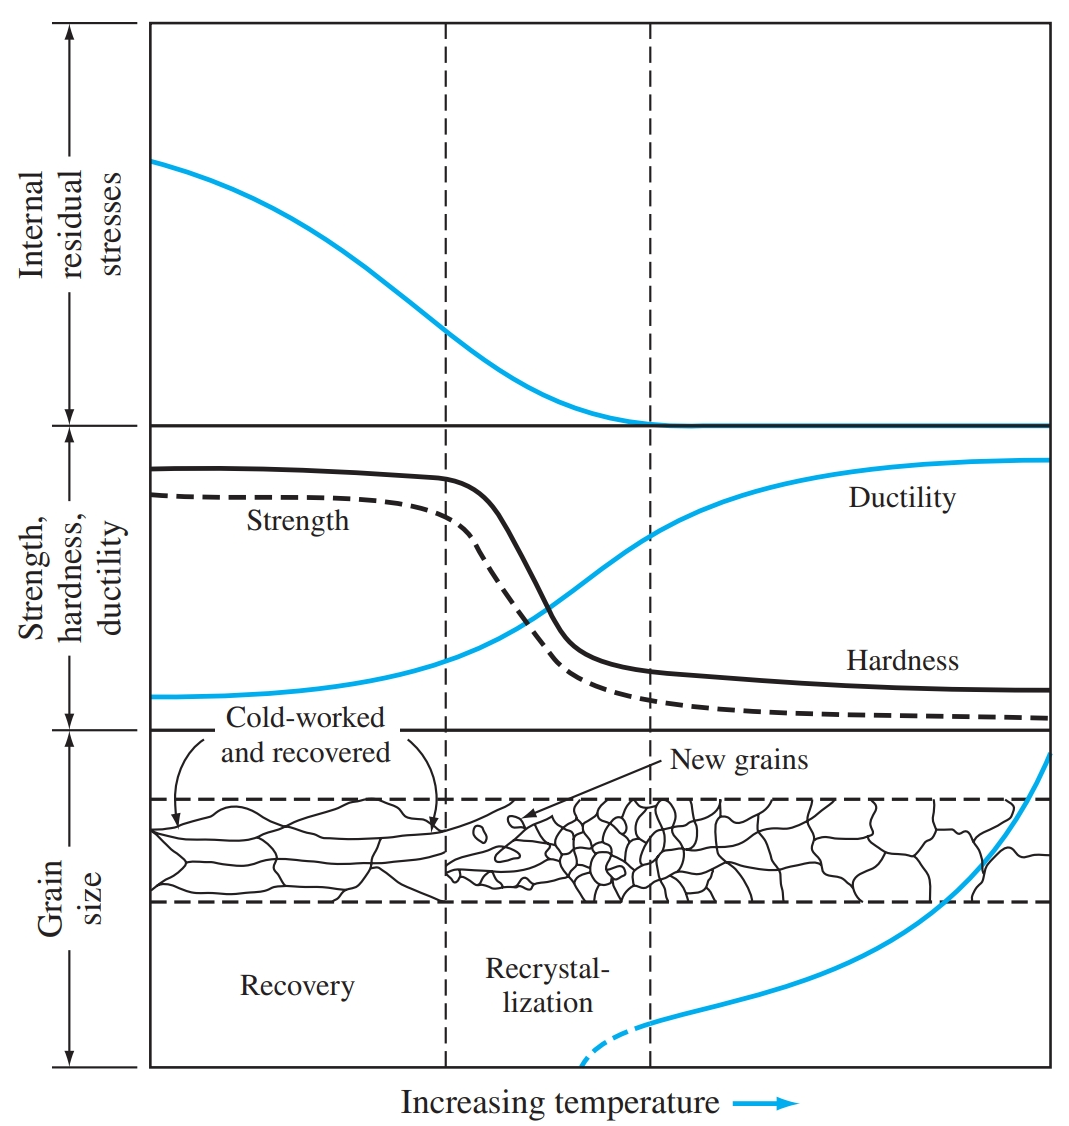 Internal
residual
stresses
Strength,
hardness,
ductility
Strength
Ductility
Hardness
Cold-worked
and recovered
New grains
Grain
size
Recovery
Recrystal-
lization
Increasing temperature